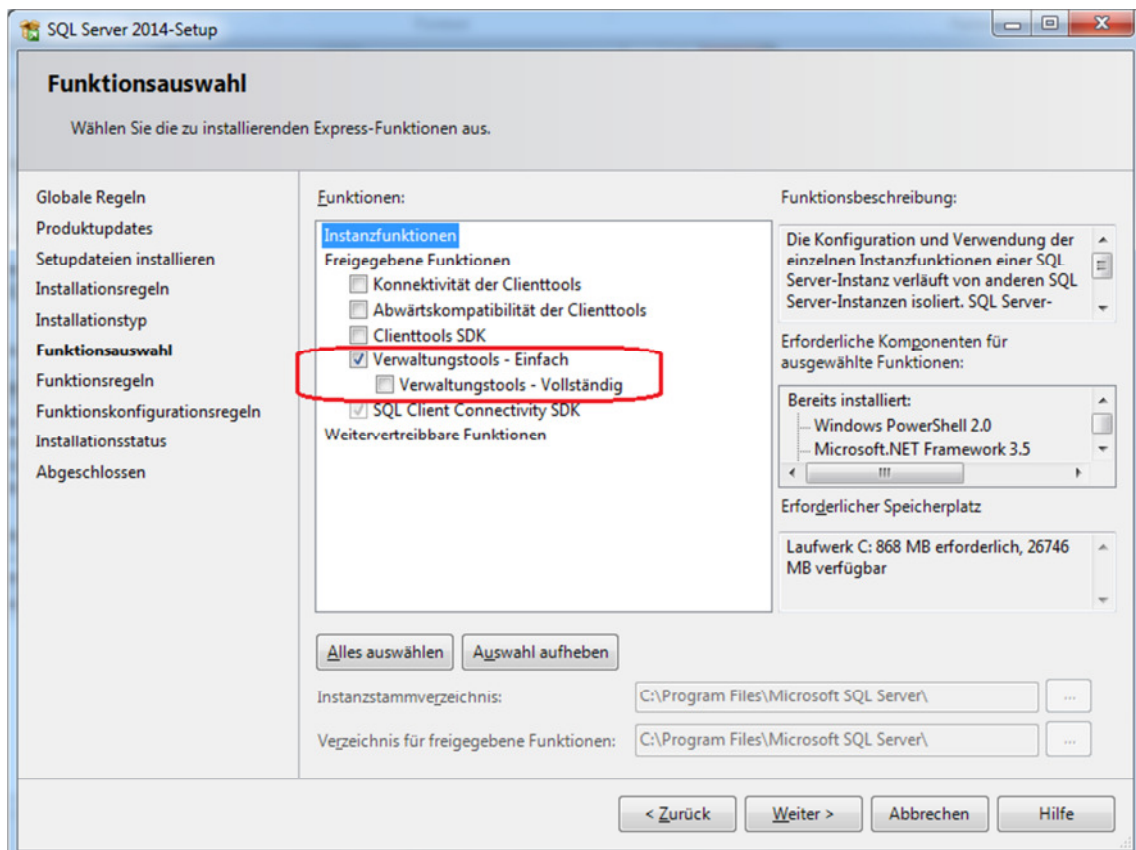 SQL Server 2014-Setup
Funktionsauswahl
Wählen Sie die zu installierenden Express-Funktionen aus.
Globale Regeln
Produktupdates
Setupdateien installieren
Installationsregeln
Installationstyp
Funktionsauswahl
Funktionsregeln
Funktionskonfigurationsregeln
Installationsstatus
Abgeschlossen
Funktionen:
Instanzfunktionen
Freigegebene Funktionen
Konnektivität der Clienttools
Abwärtskompatibilität der Clienttools
Clienttools SDK
Verwaltungstools - Einfach
Verwaltungstools - Vollständig
SQL Client Connectivity SDK
Weitervertreibbare Funktionen
Funktionsbeschreibung:
Die Konfiguration und Verwendung der
einzelnen Instanzfunktionen einer SQL
Server-Instanz verläuft von anderen SQL
Server-Instanzen isoliert. SQL Server-
Erforderliche Komponenten für
ausgewählte Funktionen:
Bereits installiert:
Windows PowerShell 2.0
Microsoft.NET Framework 3.5
Erforderlicher Speicherplatz
Laufwerk C: 868 MB erforderlich, 26746
MB verfügbar
Alles auswählen
Auswahl aufheben
Instanzstammverzeichnis:
C:\Program Files\Microsoft SQL Server\
...
Verzeichnis für freigegebene Funktionen:
C:\Program Files\Microsoft SQL Server\
...
< Zurück
Weiter >
Abbrechen
Hilfe